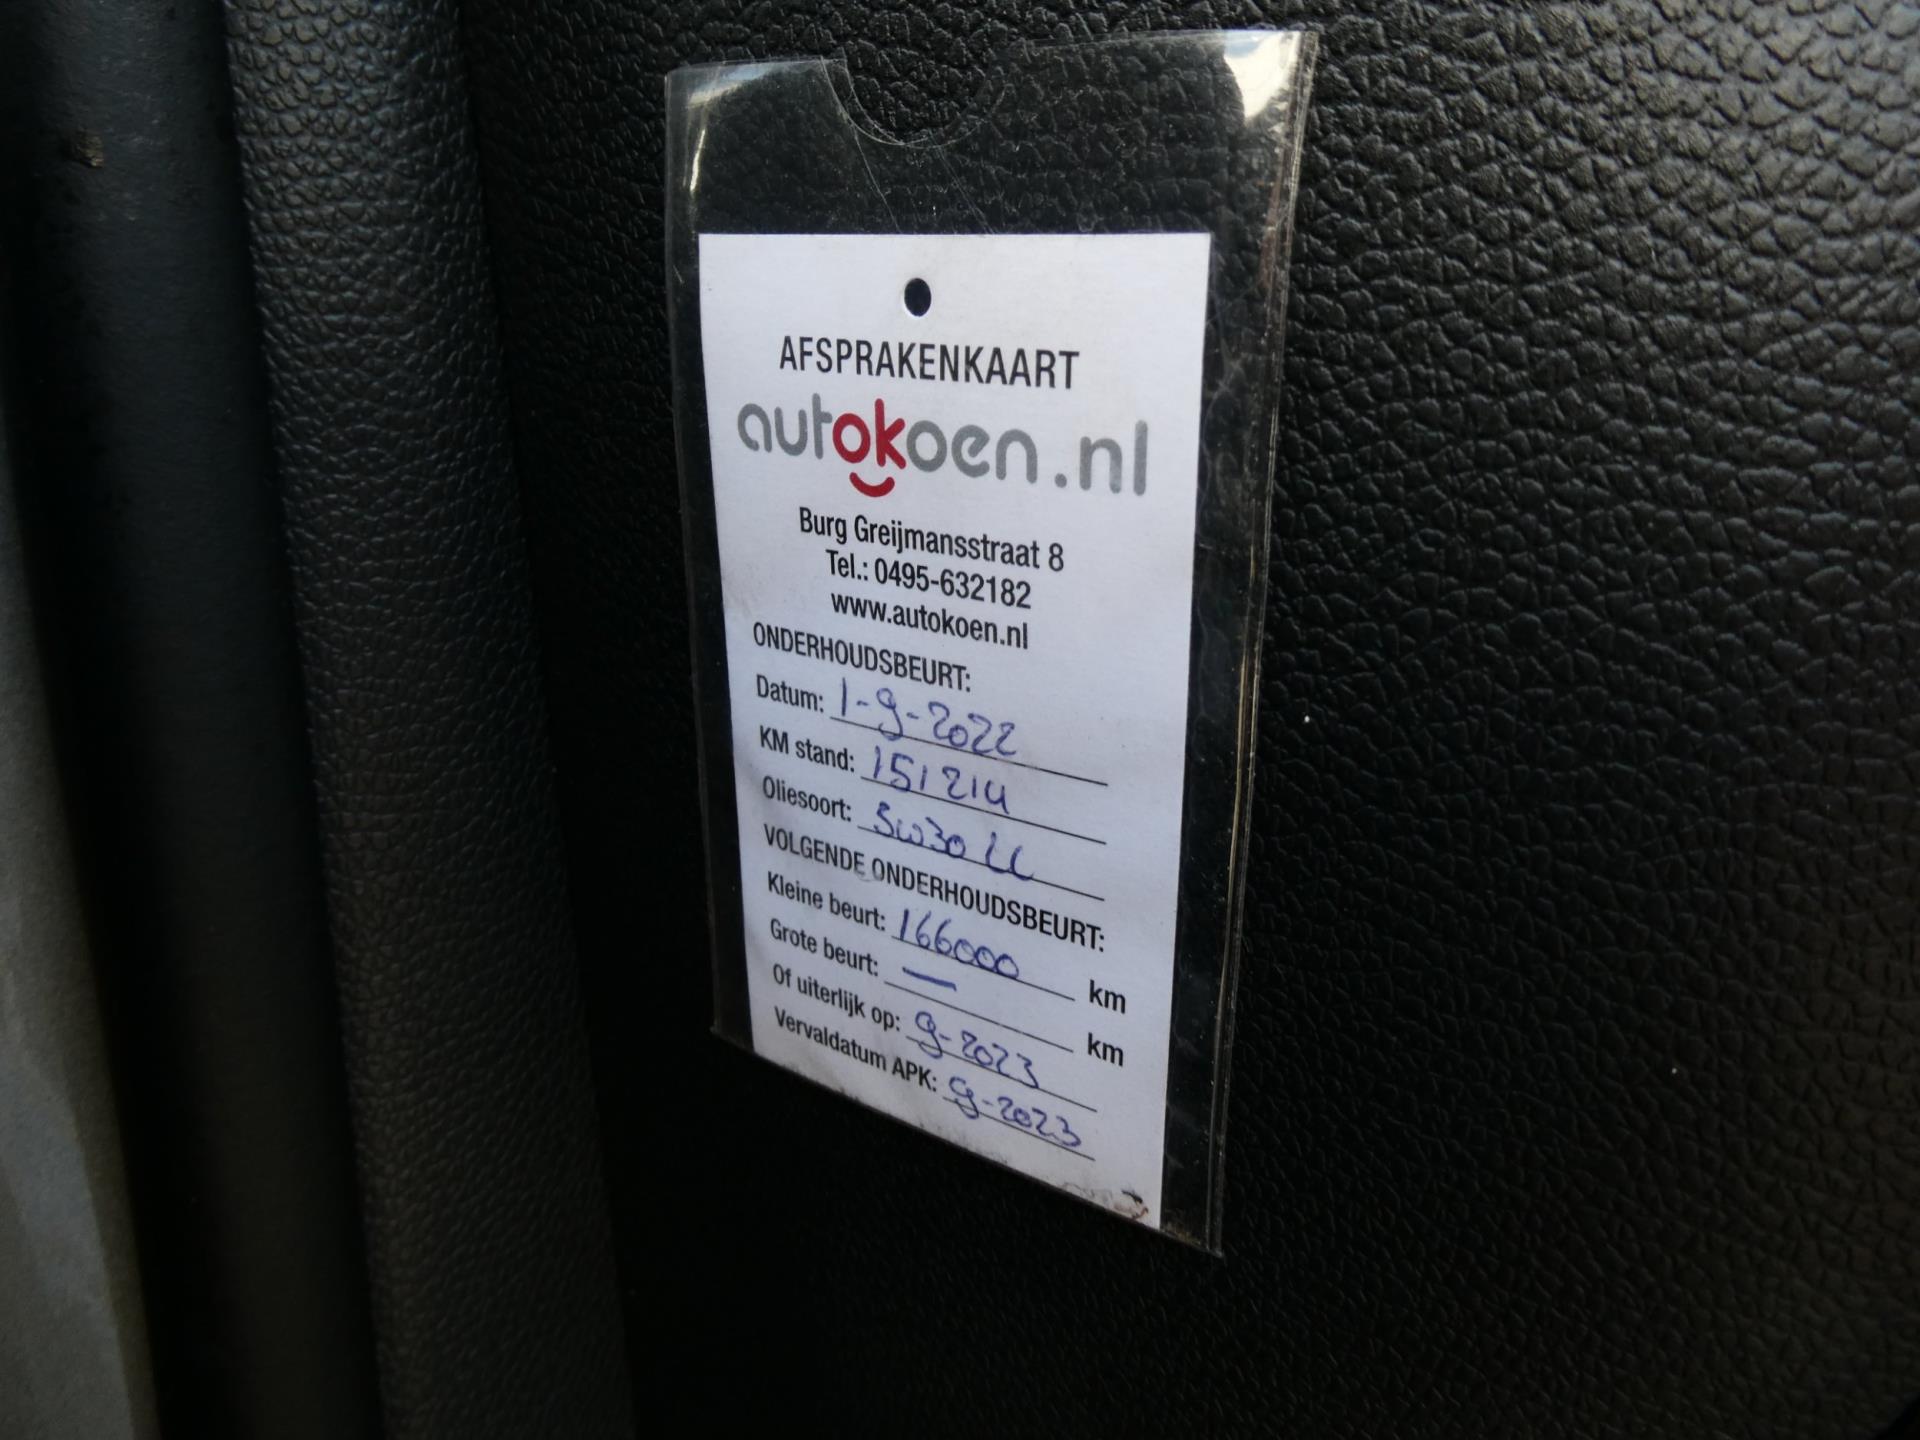 AFSPRAKENKAART
autokoen.nl
Burg Greijmansstraat 8
Tel.: 0495-632182
www.autokoen.nl
ONDERHOUDSBEURT:
Datum: 1-9-2022
KM stand: 151214
Oliesoort: 5w30 LL
VOLGENDE ONDERHOUDSBEURT:
Kleine beurt: 166000 km
Grote beurt: — km
Of uiterlijk op: 9-2023
Vervaldatum APK: 9-2023